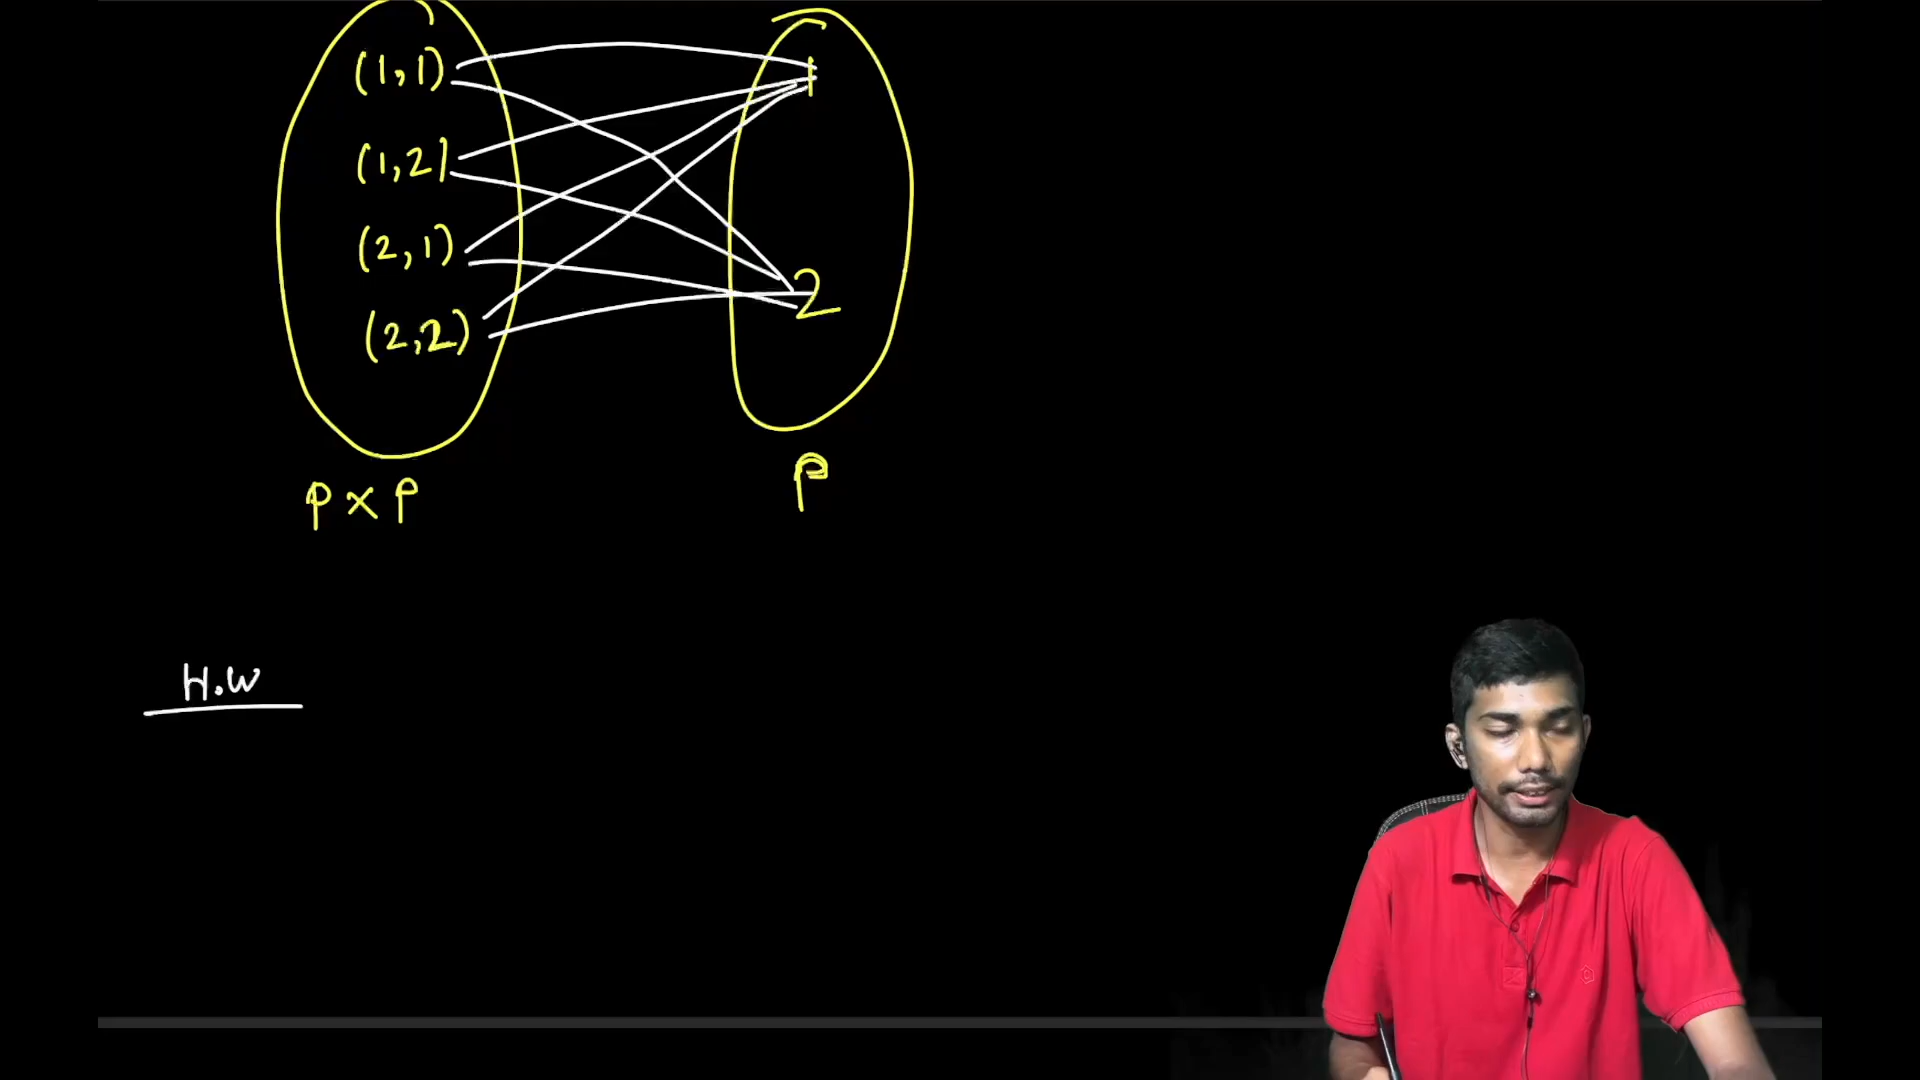 (1,1) 1
(1,2)
(2,1)
2
(2,2)
P
P x P
H.W